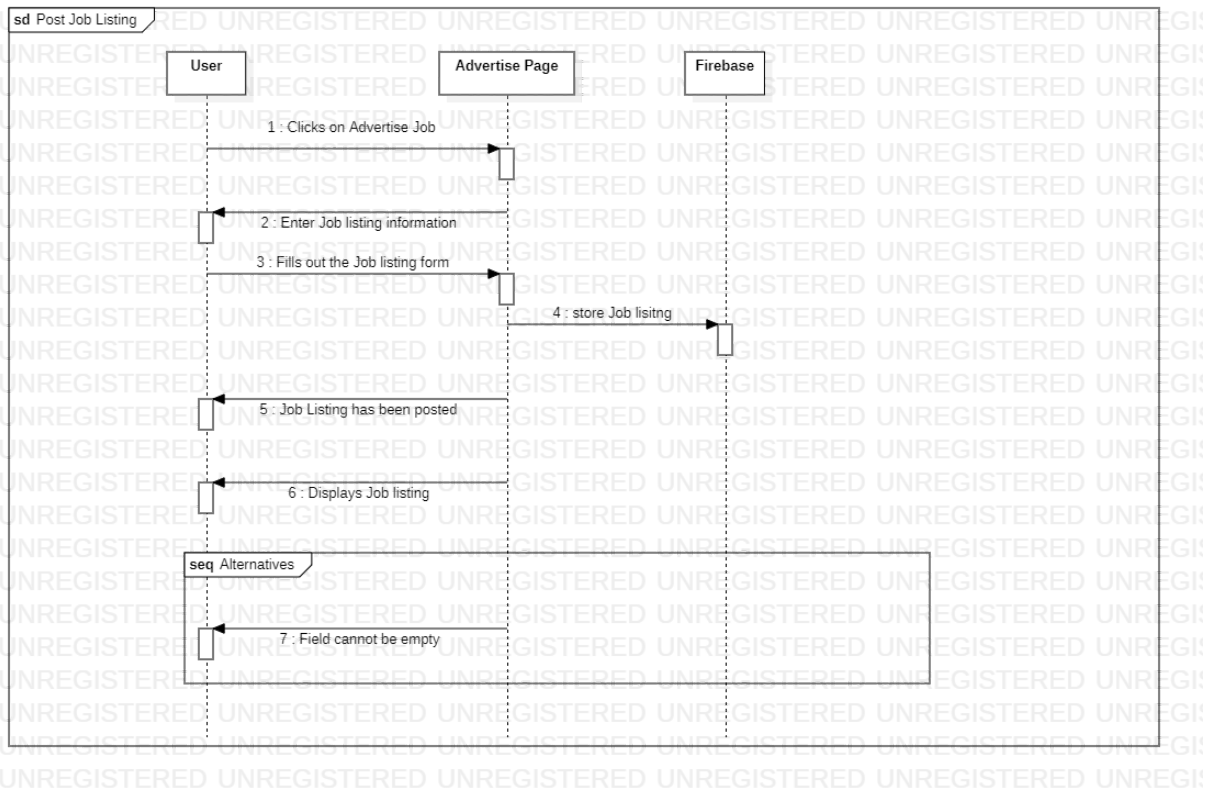 sd Post Job Listing
User
Advertise Page
Firebase
1 : Clicks on Advertise Job
2 : Enter Job listing information
3 : Fills out the Job listing form
4 : store Job lisitng
5 : Job Listing has been posted
6 : Displays Job listing
seq Alternatives
7 : Field cannot be empty
UNREGISTERED